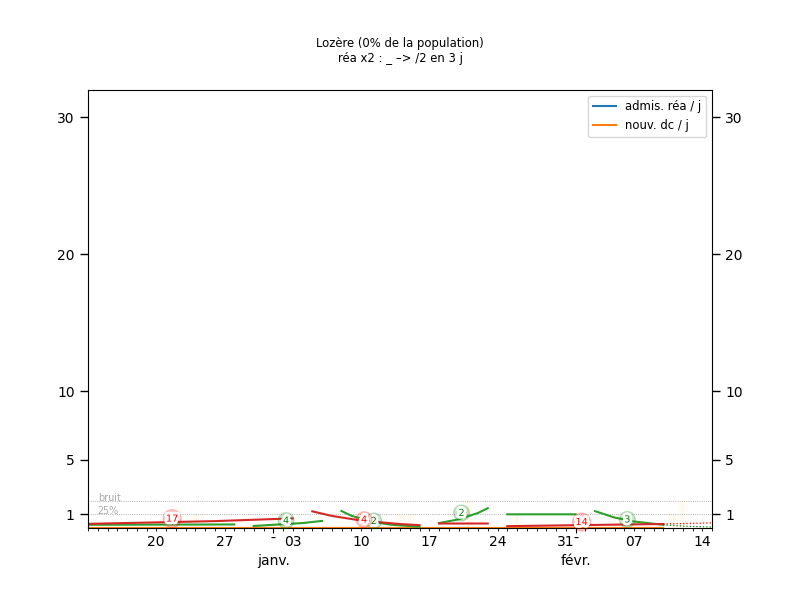 Lozère (0% de la population)
réa x2 : _ –> /2 en 3 j
admis. réa / j
nouv. dc / j
30 30
20 20
10 10
5 5
bruit
25%
1 1
17 4 4 2 2 14 3
20 27 - 03 10 17 24 31 - 07 14
janv. févr.